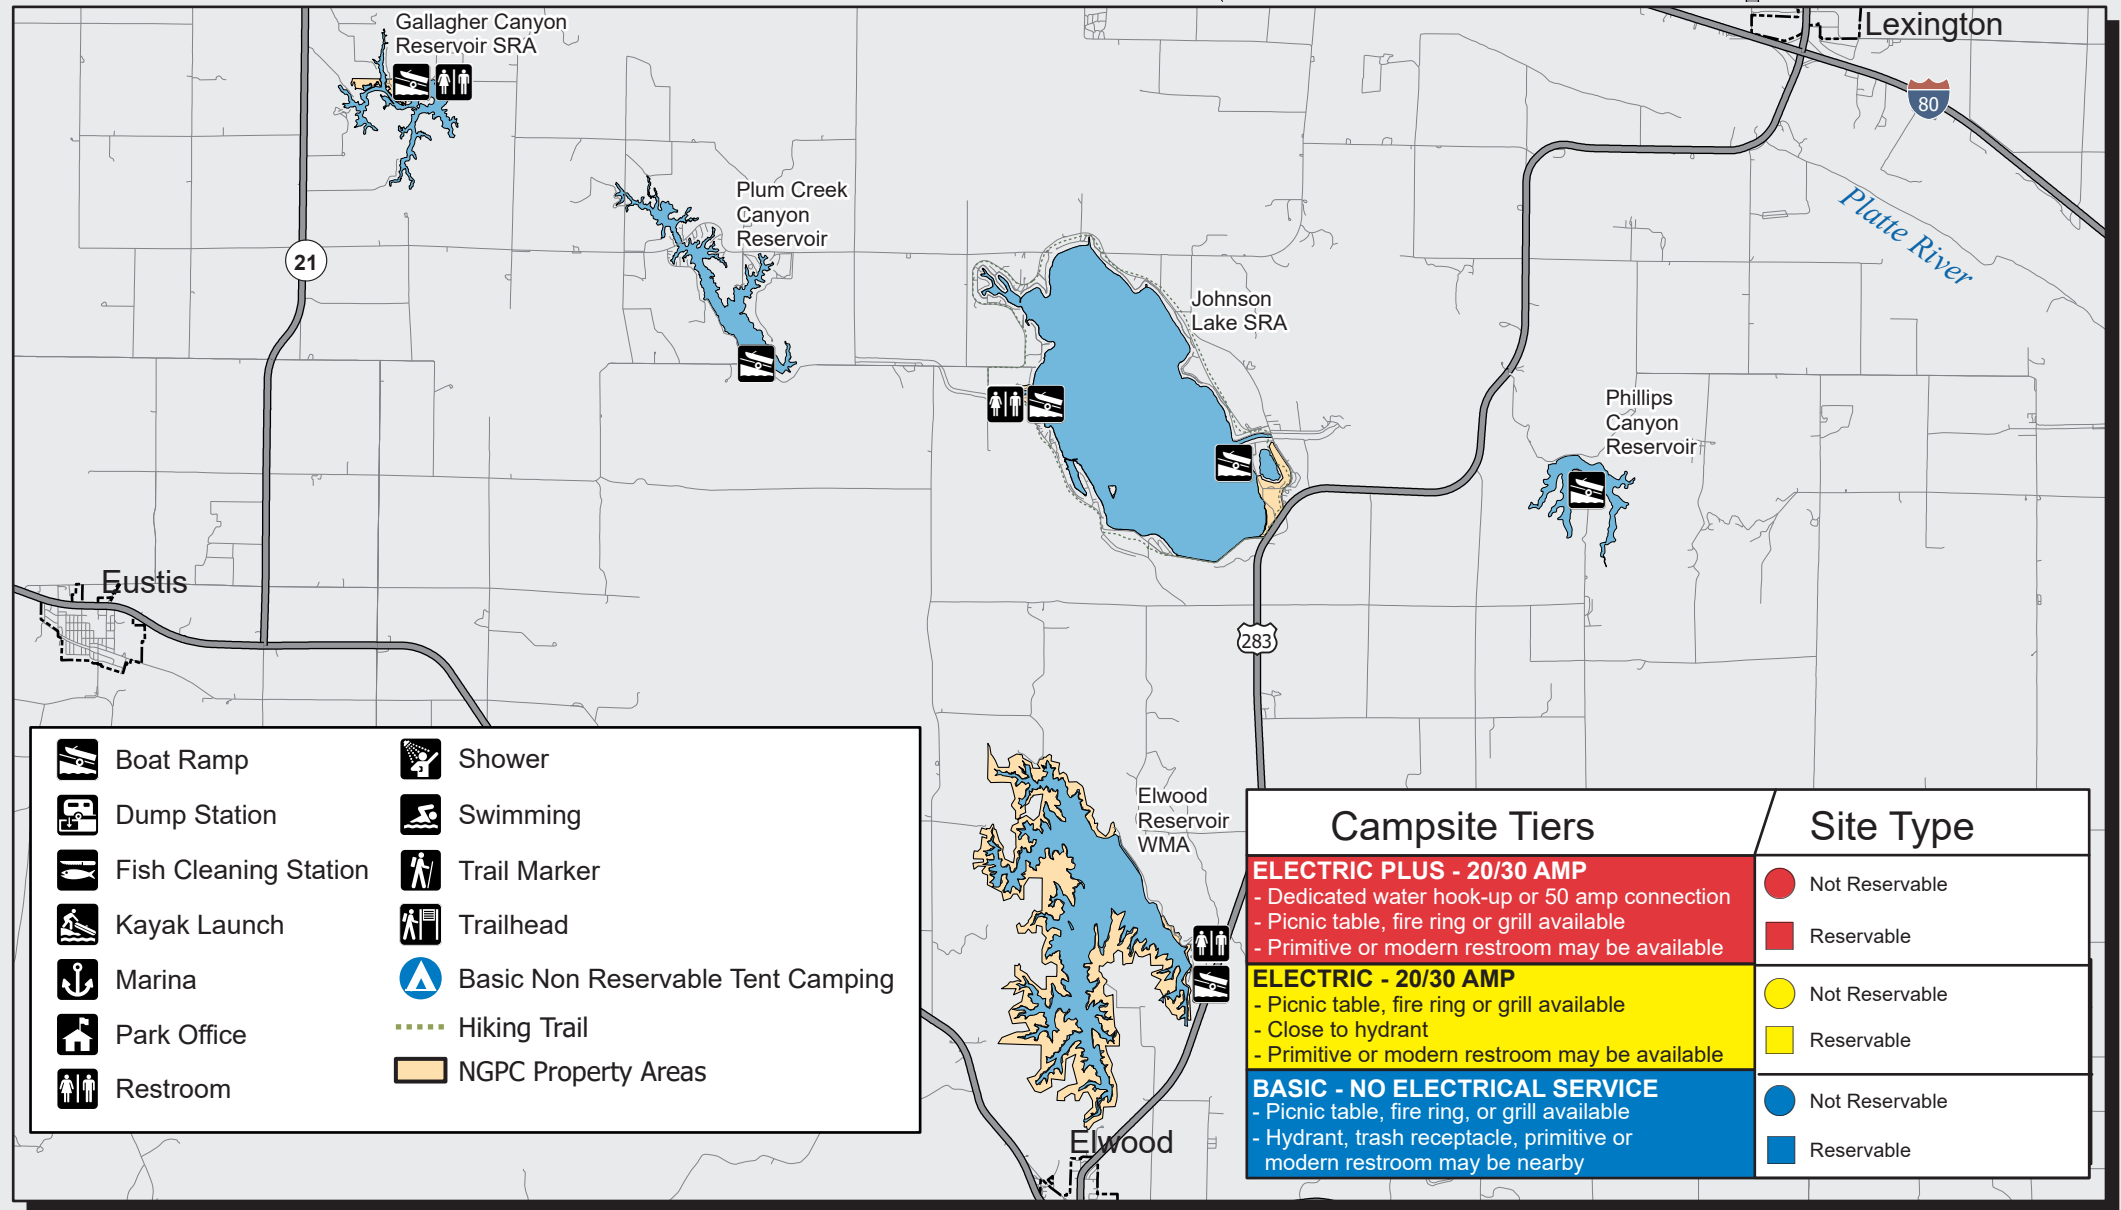 Gallagher Canyon
Reservoir SRA
Lexington
80
Platte River
Plum Creek
Canyon
Reservoir
21
Johnson
Lake SRA
Phillips
Canyon
Reservoir
Eustis
283
Elwood
Reservoir
WMA
Elwood
Boat Ramp
Dump Station
Fish Cleaning Station
Kayak Launch
Marina
Park Office
Restroom
Shower
Swimming
Trail Marker
Trailhead
Basic Non Reservable Tent Camping
Hiking Trail
NGPC Property Areas
Campsite Tiers
Site Type
ELECTRIC PLUS - 20/30 AMP
- Dedicated water hook-up or 50 amp connection
- Picnic table, fire ring or grill available
- Primitive or modern restroom may be available
Not Reservable
Reservable
ELECTRIC - 20/30 AMP
- Picnic table, fire ring or grill available
- Close to hydrant
- Primitive or modern restroom may be available
Not Reservable
Reservable
BASIC - NO ELECTRICAL SERVICE
- Picnic table, fire ring, or grill available
- Hydrant, trash receptacle, primitive or
modern restroom may be nearby
Not Reservable
Reservable